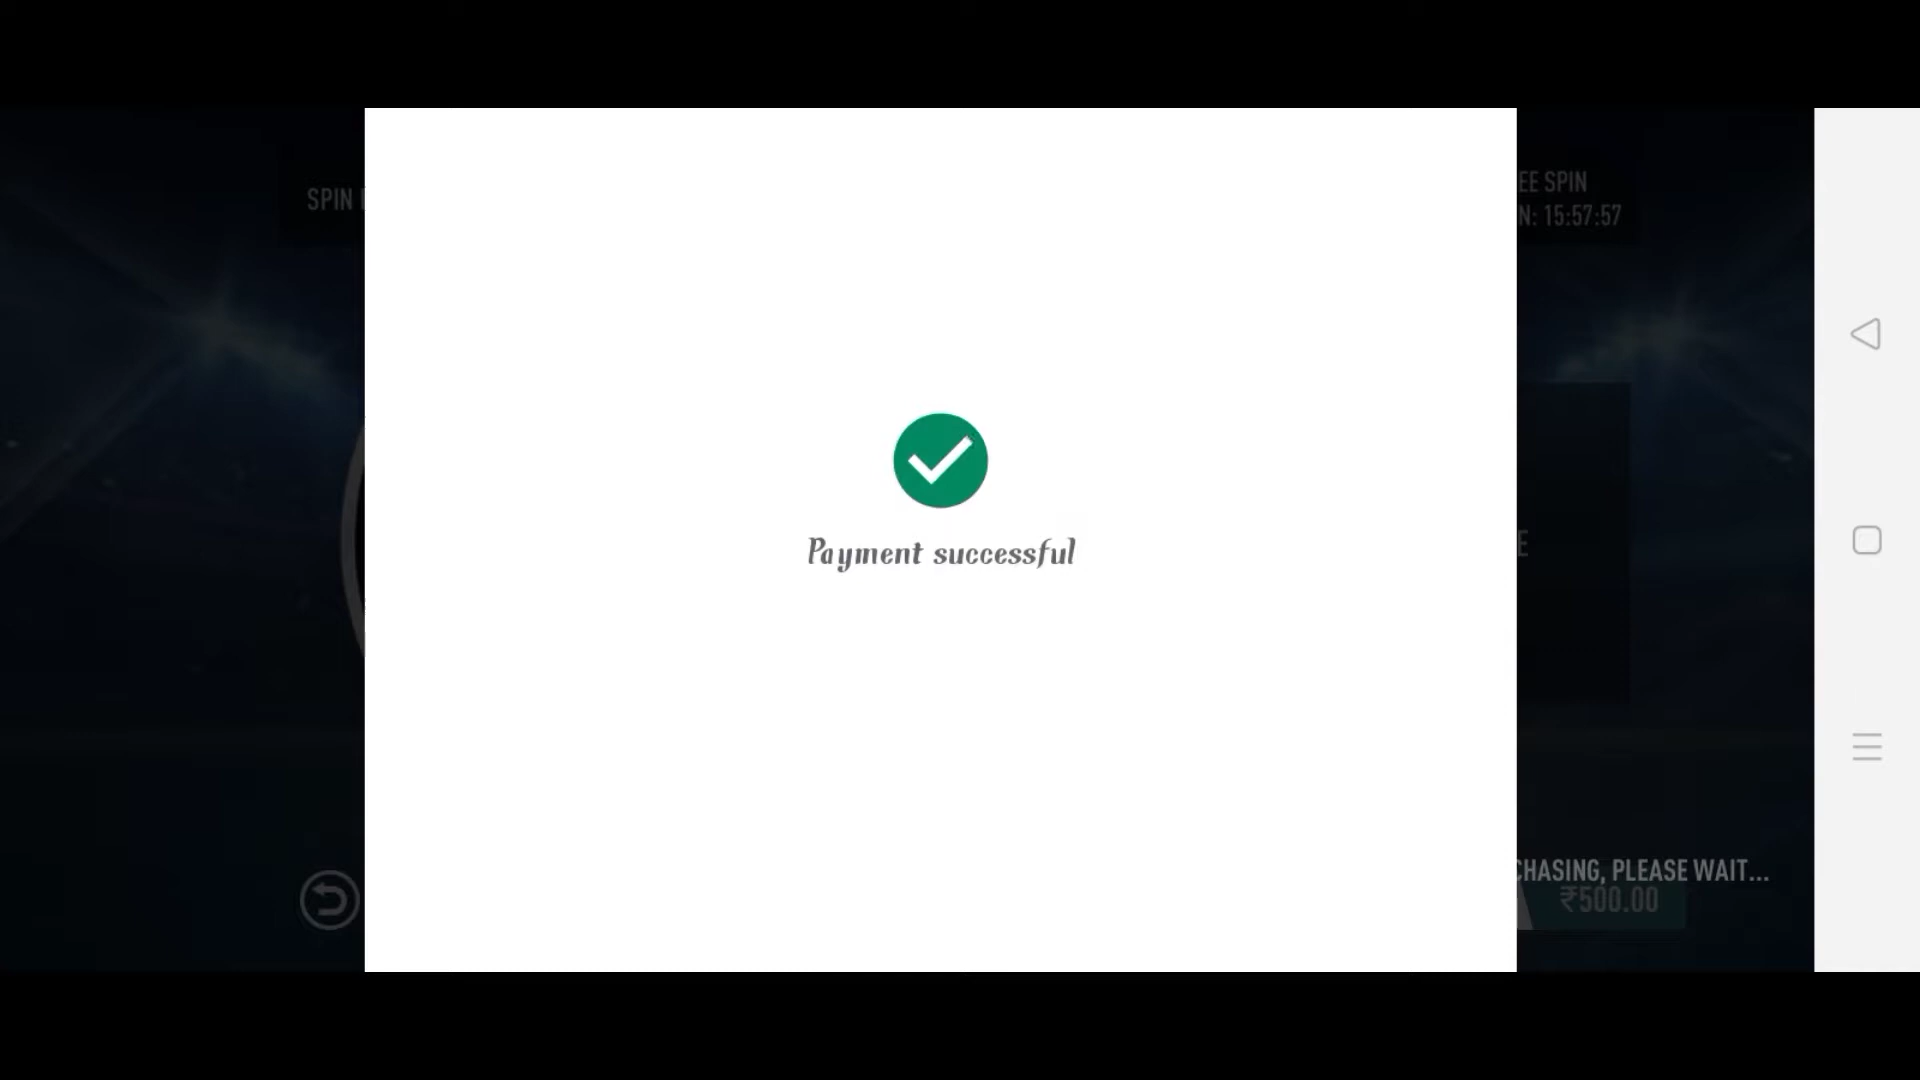 SPIN
EE SPIN
N: 15:57:57
Payment successful
E
CHASING, PLEASE WAIT...
₹500.00